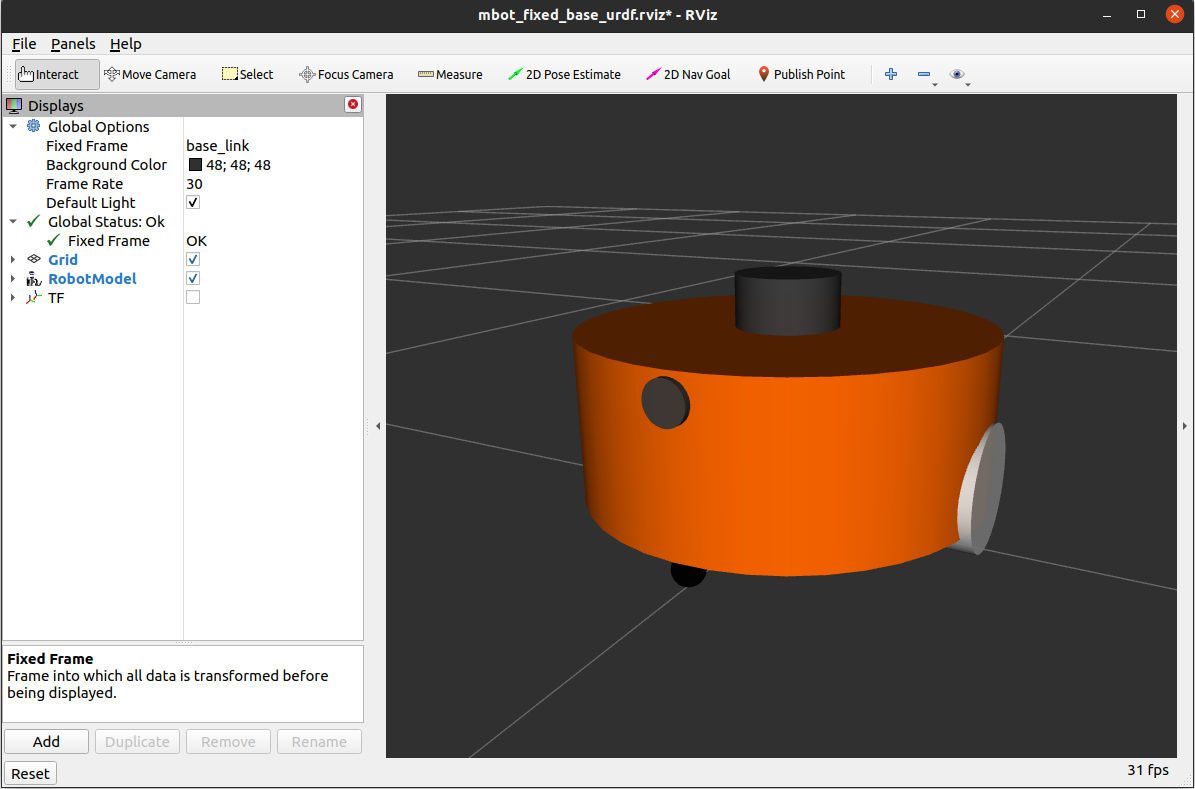 mbot_fixed_base_urdf.rviz* - RViz
File Panels Help
Interact Move Camera Select Focus Camera Measure 2D Pose Estimate 2D Nav Goal Publish Point
Displays
Global Options
Fixed Frame base_link
Background Color 48; 48; 48
Frame Rate 30
Default Light
Global Status: Ok
Fixed Frame OK
Grid
RobotModel
TF
Fixed Frame
Frame into which all data is transformed before
being displayed.
Add Duplicate Remove Rename
Reset
31 fps